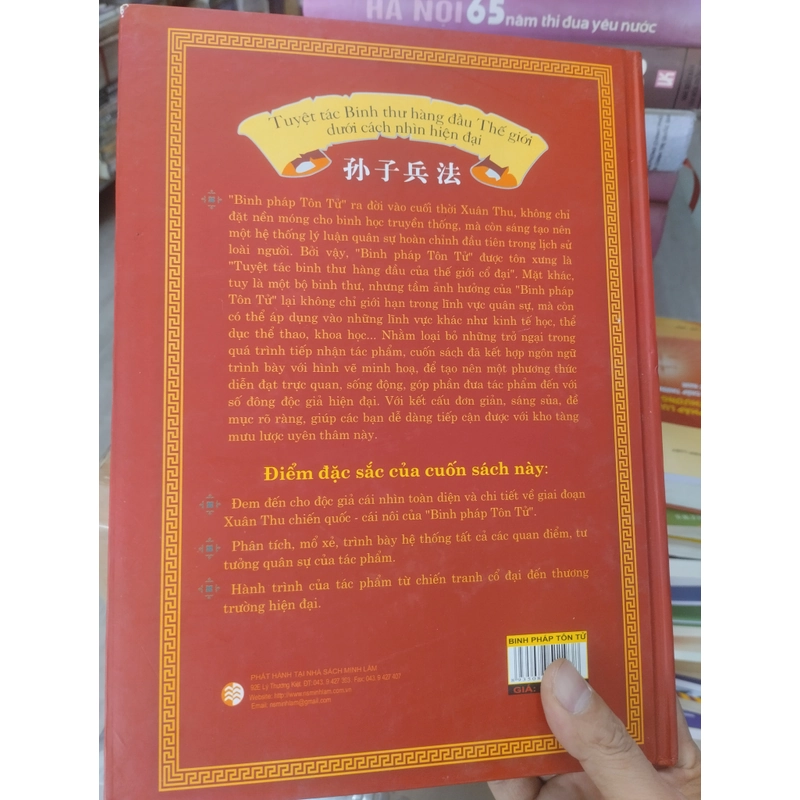 HÀ NỘI 65 năm thi đua yêu nước
Tuyệt tác Binh thư hàng đầu Thế giới
dưới cách nhìn hiện đại
孙子兵法
"Binh pháp Tôn Tử" ra đời vào cuối thời Xuân Thu, không chỉ
đặt nền móng cho binh học truyền thống, mà còn sáng tạo nên
một hệ thống lý luận quân sự hoàn chỉnh đầu tiên trong lịch sử
loài người. Bởi vậy, "Binh pháp Tôn Tử" được tôn xưng là
"Tuyệt tác binh thư hàng đầu của thế giới cổ đại". Mặt khác,
tuy là một bộ binh thư, nhưng tầm ảnh hưởng của "Binh pháp
Tôn Tử" lại không chỉ giới hạn trong lĩnh vực quân sự, mà còn
có thể áp dụng vào những lĩnh vực khác như kinh tế học, thể
dục thể thao, khoa học... Nhằm loại bỏ những trở ngại trong
quá trình tiếp nhận tác phẩm, cuốn sách đã kết hợp ngôn ngữ
trình bày với hình vẽ minh hoạ, để tạo nên một phương thức
diễn đạt trực quan, sống động, góp phần đưa tác phẩm đến với
số đông độc giả hiện đại. Với kết cấu đơn giản, sáng sủa, đề
mục rõ ràng, giúp các bạn dễ dàng tiếp cận được với kho tàng
mưu lược uyên thâm này.
Điểm đặc sắc của cuốn sách này:
Đem đến cho độc giả cái nhìn toàn diện và chi tiết về giai đoạn
Xuân Thu chiến quốc - cái nôi của "Binh pháp Tôn Tử".
Phân tích, mổ xẻ, trình bày hệ thống tất cả các quan điểm, tư
tưởng quân sự của tác phẩm.
Hành trình của tác phẩm từ chiến tranh cổ đại đến thương
trường hiện đại.
BINH PHÁP TÔN TỬ
GIÁ:
PHÁT HÀNH TẠI NHÀ SÁCH MINH LÂM
Lý Thường Kiệt, ĐT: 043. 9 427 Fax: 043. 9 427 407
Website:
Email: